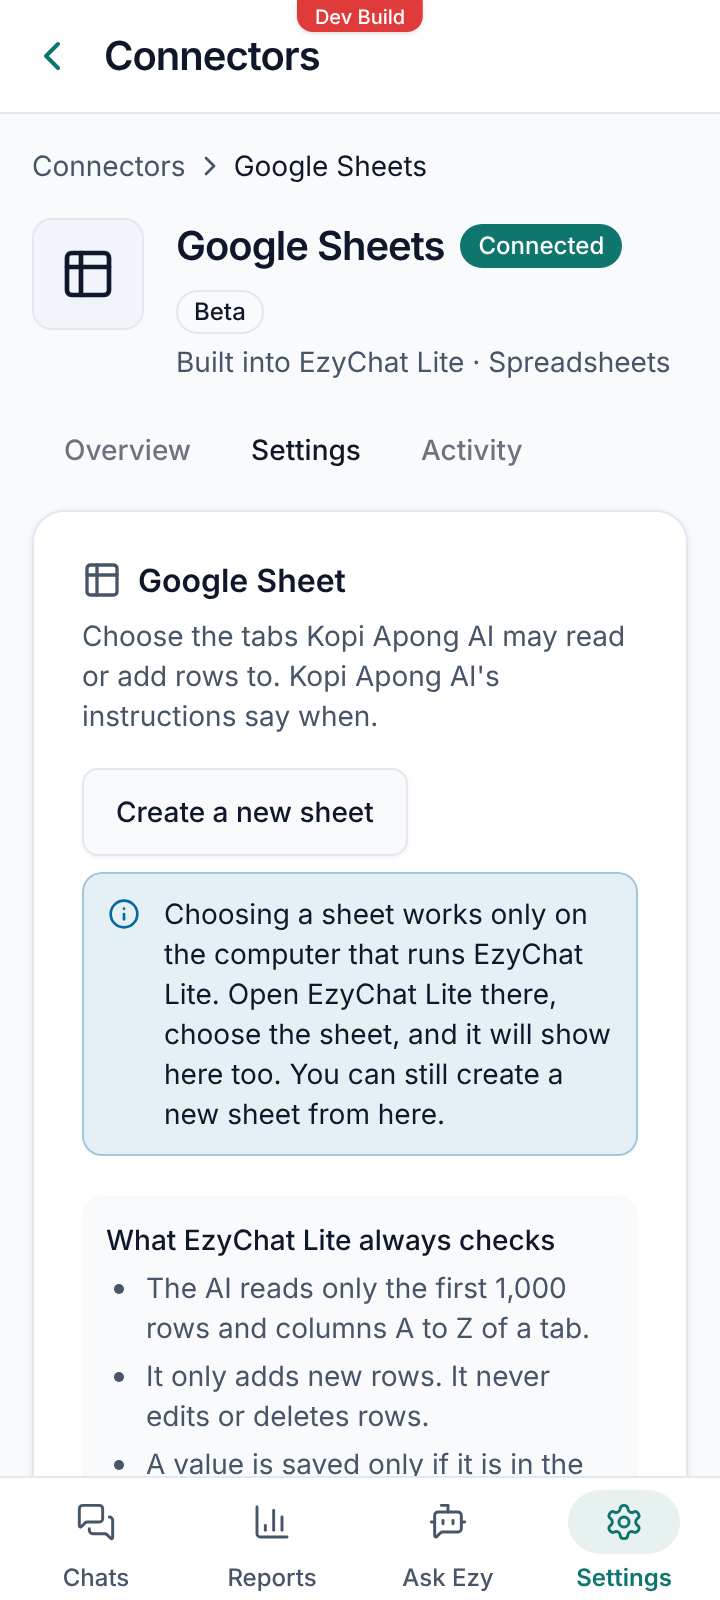 Dev Build
Connectors
Connectors > Google Sheets
Google Sheets Connected
Beta
Built into EzyChat Lite · Spreadsheets
Overview Settings Activity
Google Sheet
Choose the tabs Kopi Apong AI may read
or add rows to. Kopi Apong AI's
instructions say when.
Create a new sheet
Choosing a sheet works only on
the computer that runs EzyChat
Lite. Open EzyChat Lite there,
choose the sheet, and it will show
here too. You can still create a
new sheet from here.
What EzyChat Lite always checks
• The AI reads only the first 1,000
rows and columns A to Z of a tab.
• It only adds new rows. It never
edits or deletes rows.
• A value is saved only if it is in the
Chats Reports Ask Ezy Settings